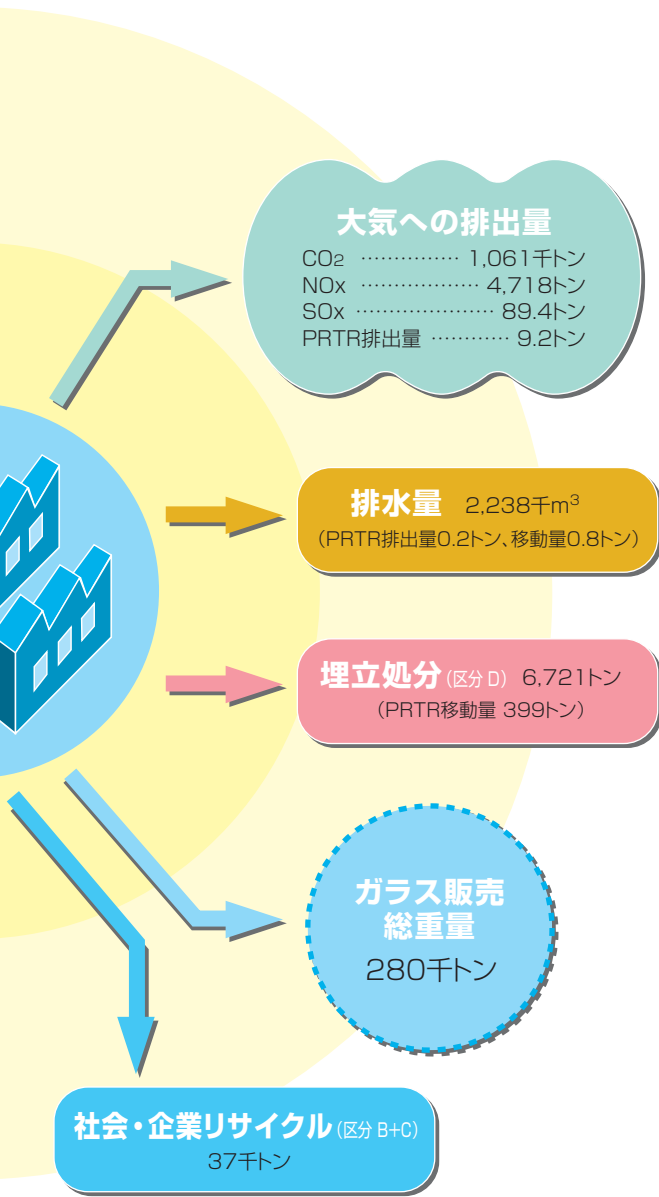 大気への排出量
CO2 …………… 1,061千トン
NOx ……………… 4,718トン
SOx ………………… 89.4トン
PRTR排出量 ………… 9.2トン
排水量 2,238千m3
(PRTR排出量0.2トン、移動量0.8トン)
埋立処分(区分 D) 6,721トン
(PRTR移動量 399トン)
ガラス販売
総重量
280千トン
社会・企業リサイクル(区分 B+C)
37千トン